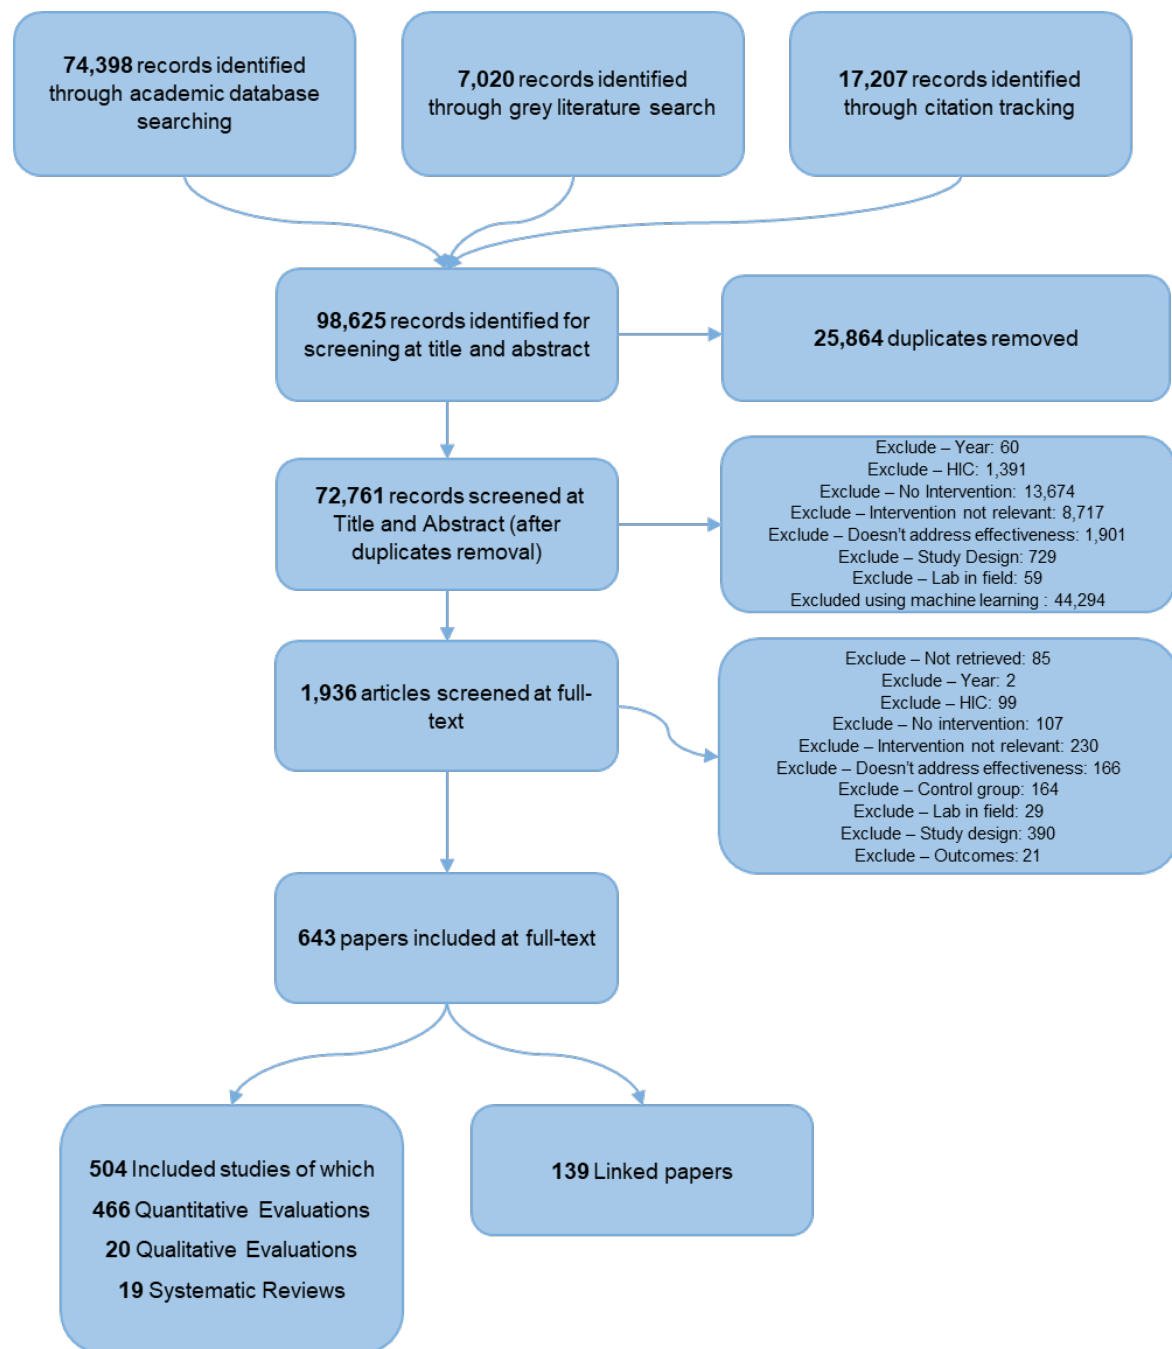 74,398 records identified
through academic database
searching
7,020 records identified
through grey literature search
17,207 records identified
through citation tracking
98,625 records identified for
screening at title and abstract
25,864 duplicates removed
72,761 records screened at
Title and Abstract (after
duplicates removal)
Exclude – Year: 60
Exclude – HIC: 1,391
Exclude – No Intervention: 13,674
Exclude – Intervention not relevant: 8,717
Exclude – Doesn't address effectiveness: 1,901
Exclude – Study Design: 729
Exclude – Lab in field: 59
Excluded using machine learning : 44,294
1,936 articles screened at full-
text
Exclude – Not retrieved: 85
Exclude – Year: 2
Exclude – HIC: 99
Exclude – No intervention: 107
Exclude – Intervention not relevant: 230
Exclude – Doesn't address effectiveness: 166
Exclude – Control group: 164
Exclude – Lab in field: 29
Exclude – Study design: 390
Exclude – Outcomes: 21
643 papers included at full-text
504 Included studies of which
466 Quantitative Evaluations
20 Qualitative Evaluations
19 Systematic Reviews
139 Linked papers